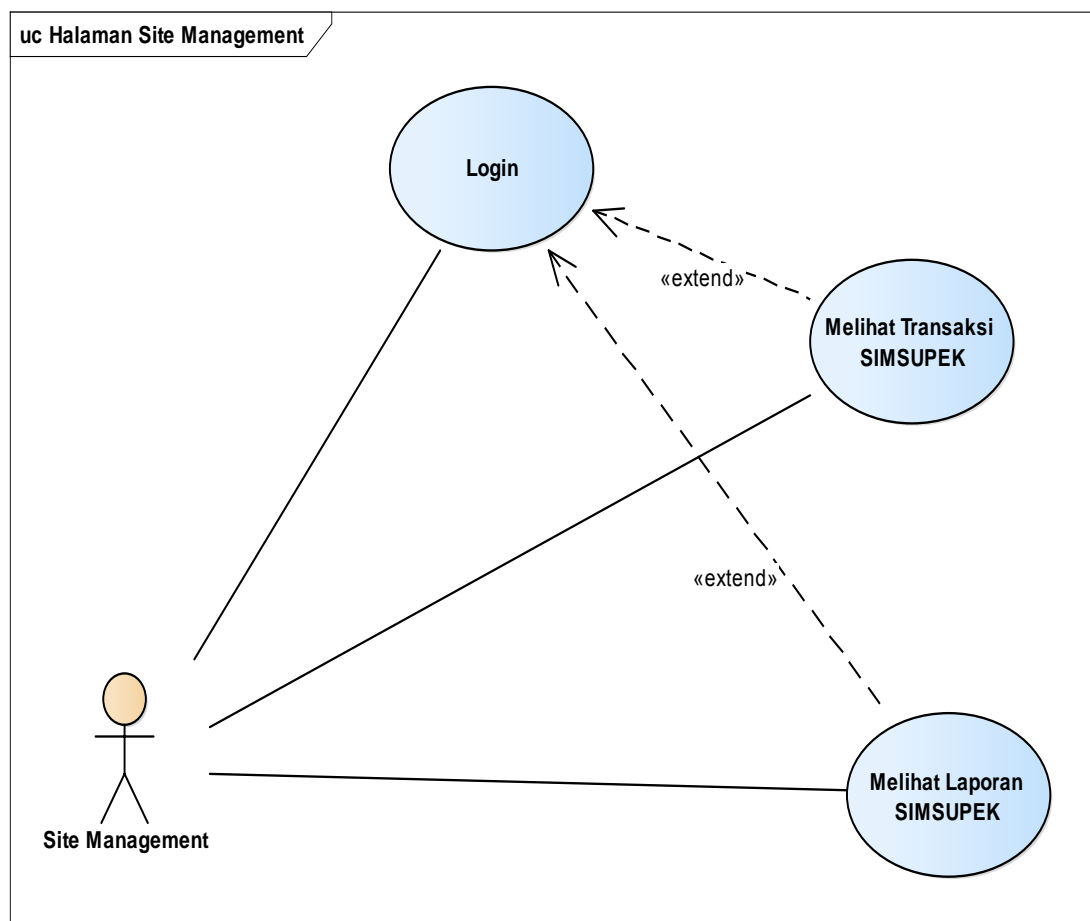 uc Halaman Site Management
Login
«extend»
Melihat Transaksi
SIMSUPEK
«extend»
Melihat Laporan
SIMSUPEK
Site Management